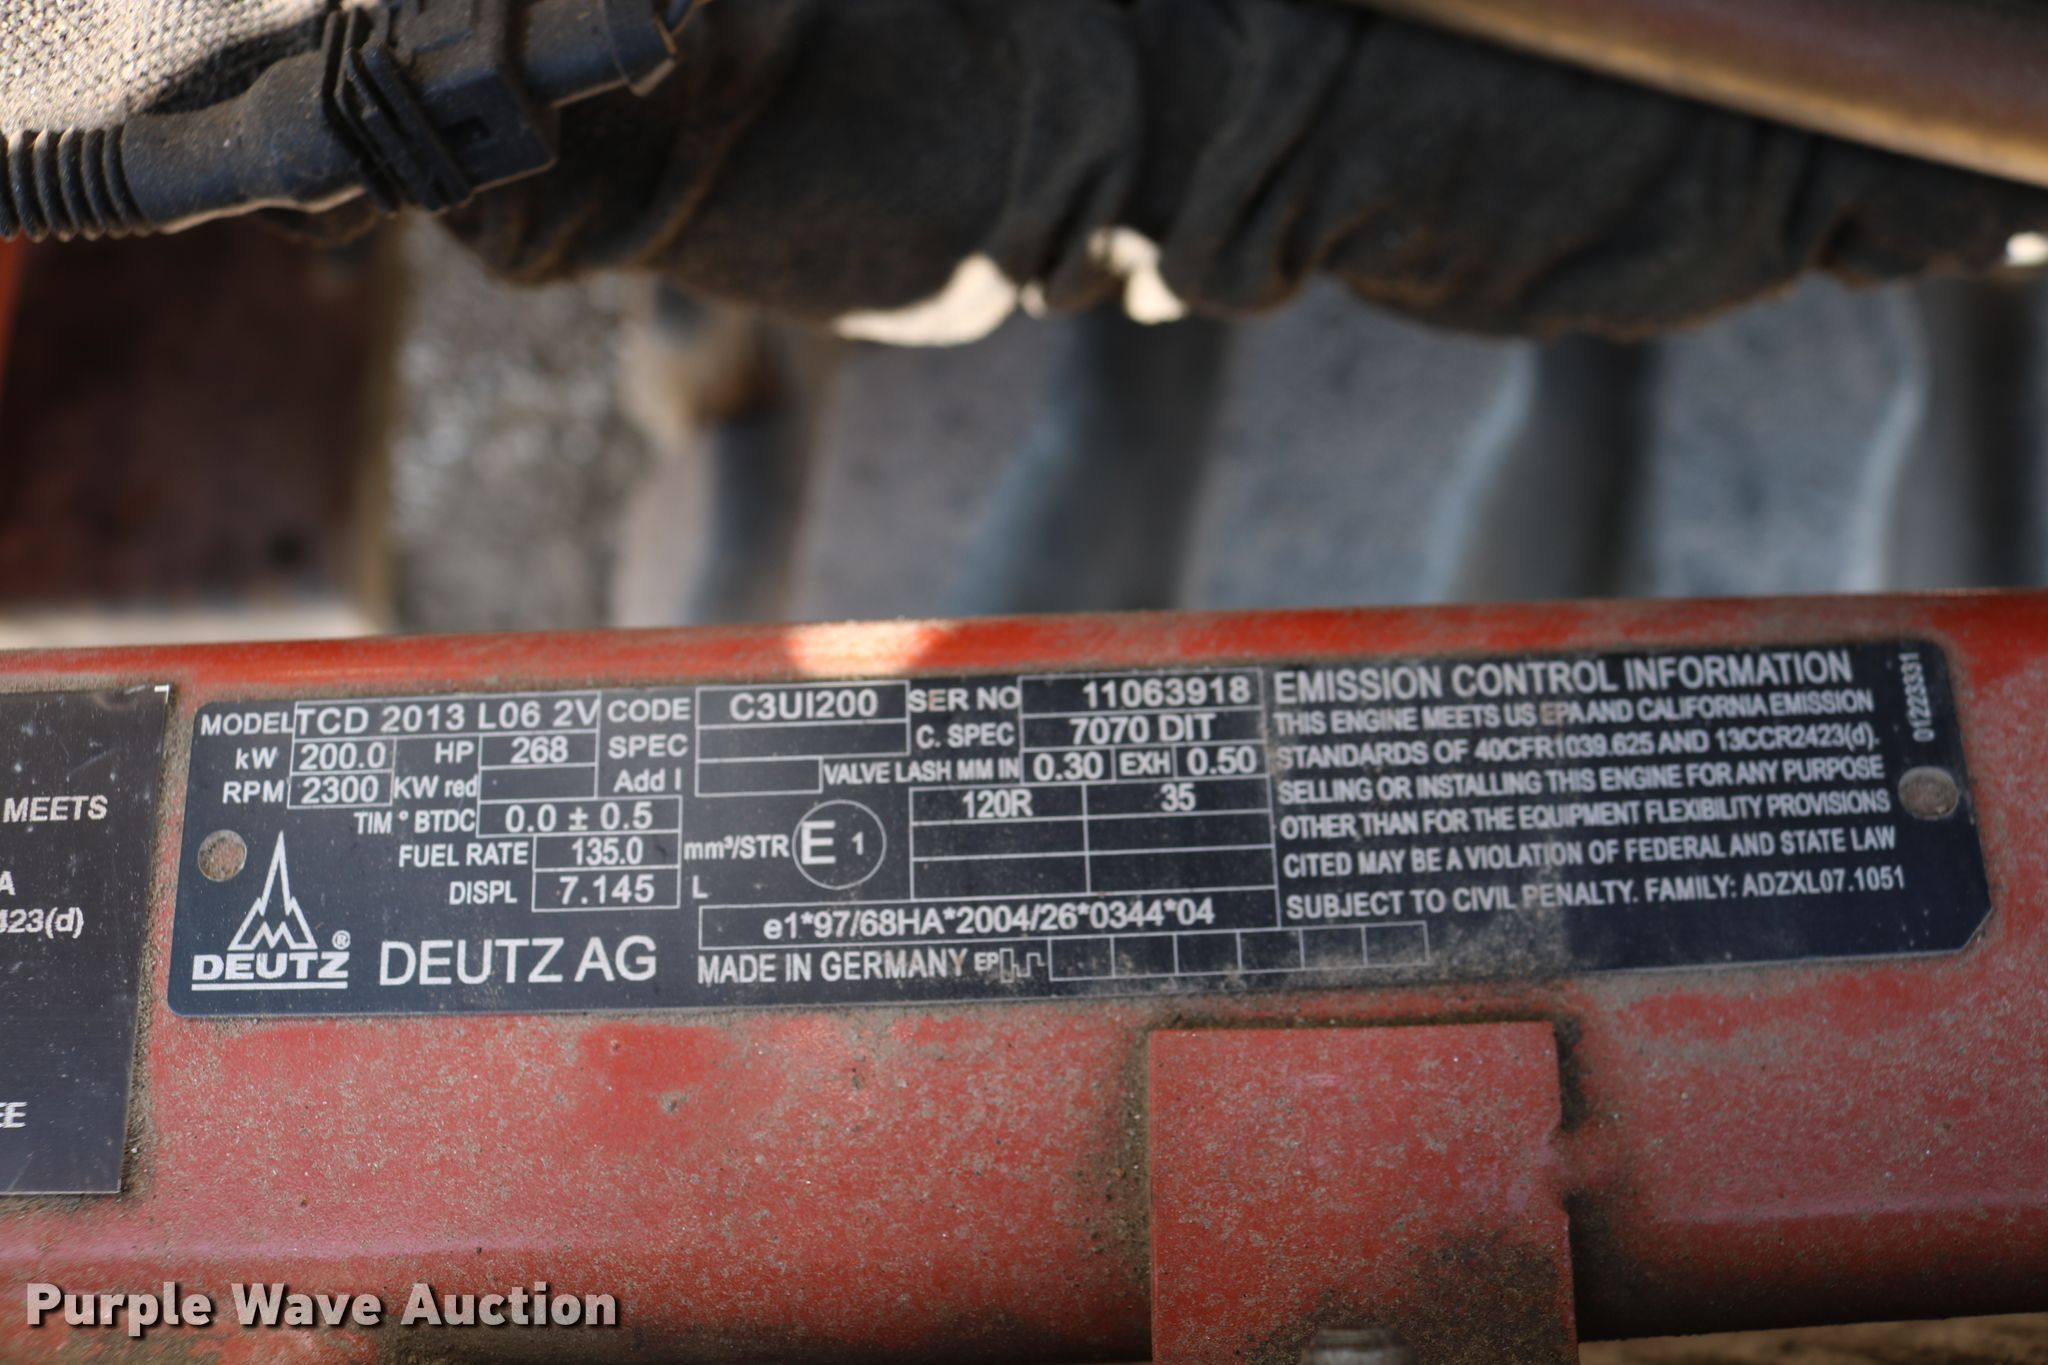 MODEL TCD 2013 L06 2V CODE C3UI200 SER NO 11063918
kW 200.0 HP 268 SPEC C. SPEC 7070 DIT
RPM 2300 KW red Add I VALVE LASH MM IN 0.30 EXH 0.50
TIM ° BTDC 0.0 ± 0.5 120R 35
FUEL RATE 135.0 mm³/STR E 1
DISPL 7.145 L
e1*97/68HA*2004/26*0344*04
DEUTZ ® DEUTZ AG MADE IN GERMANY EP
EMISSION CONTROL INFORMATION
THIS ENGINE MEETS US EPA AND CALIFORNIA EMISSION
STANDARDS OF 40CFR1039.625 AND 13CCR2423(d).
SELLING OR INSTALLING THIS ENGINE FOR ANY PURPOSE
OTHER THAN FOR THE EQUIPMENT FLEXIBILITY PROVISIONS
CITED MAY BE A VIOLATION OF FEDERAL AND STATE LAW
SUBJECT TO CIVIL PENALTY. FAMILY: ADZXL07.1051
01223331
MEETS
A
423(d)
EE
Purple Wave Auction